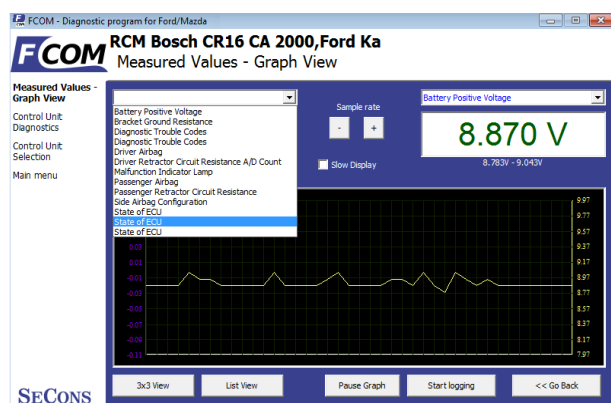 FCOM - Diagnostic program for Ford/Mazda
FCOM
RCM Bosch CR16 CA 2000,Ford Ka
Measured Values - Graph View
Measured Values -
Graph View
Control Unit
Diagnostics
Control Unit
Selection
Main menu
Battery Positive Voltage
Bracket Ground Resistance
Diagnostic Trouble Codes
Diagnostic Trouble Codes
Driver Airbag
Driver Retractor Circuit Resistance A/D Count
Malfunction Indicator Lamp
Passenger Airbag
Passenger Retractor Circuit Resistance
Side Airbag Configuration
State of ECU
State of ECU
State of ECU
Sample rate
- +
Slow Display
Battery Positive Voltage
8.870 V
8.783V - 9.043V
0.03
0.01
-0.01
-0.03
-0.05
-0.07
-0.09
-0.11
9.97
9.77
9.57
9.37
9.17
8.97
8.77
8.57
8.37
8.17
7.97
3x3 View
List View
Pause Graph
Start logging
<< Go Back
SECONS